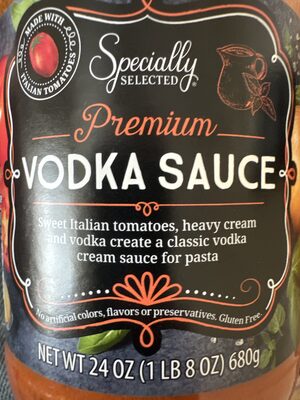 MADE WITH
ITALIAN TOMATOES
Specially
SELECTED®
Premium
VODKA SAUCE
Sweet Italian tomatoes, heavy cream
and vodka create a classic vodka
cream sauce for pasta
No artificial colors, flavors or preservatives. Gluten Free.
NET WT 24 OZ (1 LB 8 OZ) 680g